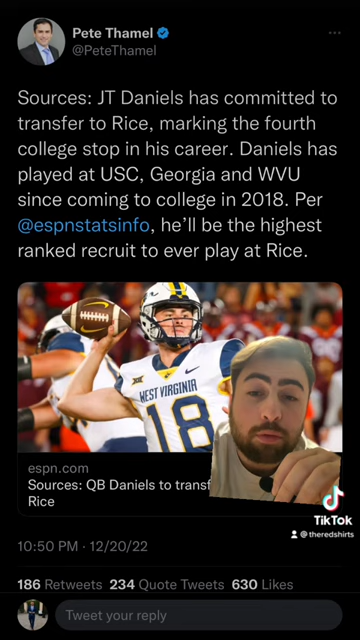 Pete Thamel
@PeteThamel
Sources: JT Daniels has committed to
transfer to Rice, marking the fourth
college stop in his career. Daniels has
played at USC, Georgia and WVU
since coming to college in 2018. Per
@espnstatsinfo, he’ll be the highest
ranked recruit to ever play at Rice.
WEST VIRGINIA
18
espn.com
Sources: QB Daniels to transf
Rice
TikTok
@theredshirts
10:50 PM · 12/20/22
186 Retweets 234 Quote Tweets 630 Likes
Tweet your reply